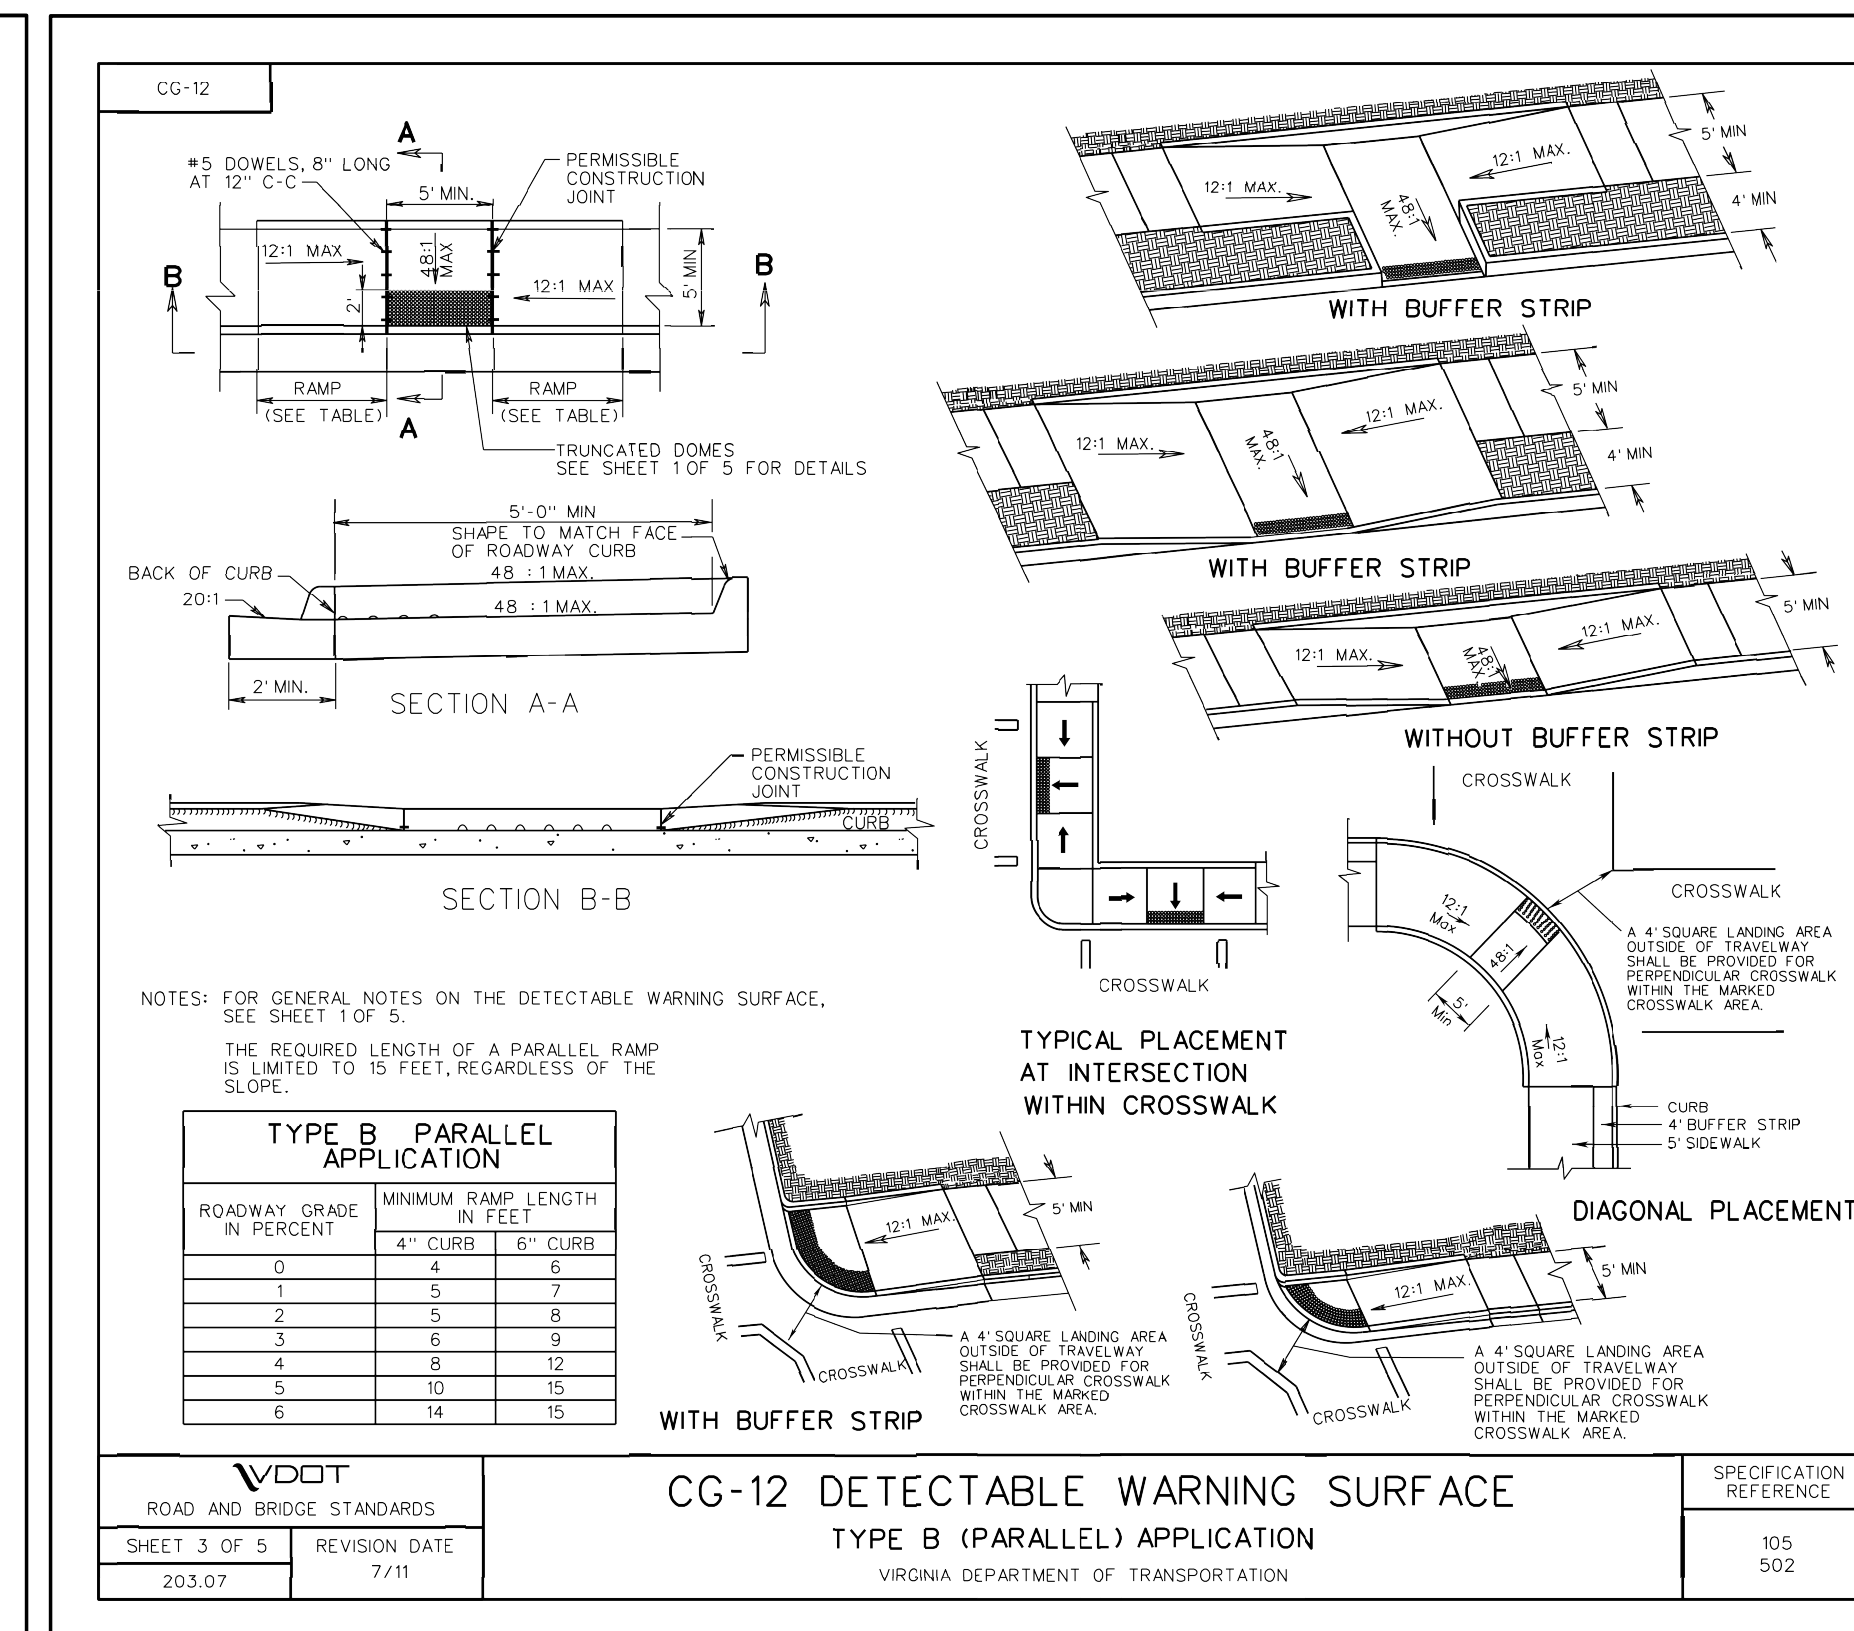 CG-12
A
#5 DOWELS, 8" LONG
AT 12" C-C
PERMISSIBLE
CONSTRUCTION
JOINT
5' MIN.
12:1 MAX
48:1
MAX
5' MIN
B
B
2'
12:1 MAX
RAMP
(SEE TABLE)
RAMP
(SEE TABLE)
A
TRUNCATED DOMES
SEE SHEET 1 OF 5 FOR DETAILS
5'-0" MIN
SHAPE TO MATCH FACE
OF ROADWAY CURB
48 : 1 MAX.
BACK OF CURB
20:1
48 : 1 MAX.
2' MIN.
SECTION A-A
PERMISSIBLE
CONSTRUCTION
JOINT
CURB
SECTION B-B
5' MIN
12:1 MAX.
12:1 MAX.
48:1
MAX.
4' MIN
WITH BUFFER STRIP
5' MIN
12:1 MAX.
12:1 MAX.
48:1
MAX.
4' MIN
WITH BUFFER STRIP
5' MIN
12:1 MAX.
12:1 MAX.
48:1
MAX.
WITHOUT BUFFER STRIP
CROSSWALK
CROSSWALK
TYPICAL PLACEMENT
AT INTERSECTION
WITHIN CROSSWALK
CROSSWALK
CROSSWALK
12:1
Max
48:1
5'
Min
12:1
Max
A 4' SQUARE LANDING AREA
OUTSIDE OF TRAVELWAY
SHALL BE PROVIDED FOR
PERPENDICULAR CROSSWALK
WITHIN THE MARKED
CROSSWALK AREA.
CURB
4' BUFFER STRIP
5' SIDEWALK
DIAGONAL PLACEMENT
NOTES: FOR GENERAL NOTES ON THE DETECTABLE WARNING SURFACE,
SEE SHEET 1 OF 5.
THE REQUIRED LENGTH OF A PARALLEL RAMP
IS LIMITED TO 15 FEET, REGARDLESS OF THE
SLOPE.
TYPE B PARALLEL
APPLICATION
ROADWAY GRADE
IN PERCENT
MINIMUM RAMP LENGTH
IN FEET
4" CURB 6" CURB
0 4 6
1 5 7
2 5 8
3 6 9
4 8 12
5 10 15
6 14 15
5' MIN
12:1 MAX.
CROSSWALK
CROSSWALK
A 4' SQUARE LANDING AREA
OUTSIDE OF TRAVELWAY
SHALL BE PROVIDED FOR
PERPENDICULAR CROSSWALK
WITHIN THE MARKED
CROSSWALK AREA.
WITH BUFFER STRIP
5' MIN
12:1 MAX.
CROSSWALK
CROSSWALK
A 4' SQUARE LANDING AREA
OUTSIDE OF TRAVELWAY
SHALL BE PROVIDED FOR
PERPENDICULAR CROSSWALK
WITHIN THE MARKED
CROSSWALK AREA.
VDOT
ROAD AND BRIDGE STANDARDS
SHEET 3 OF 5
203.07
REVISION DATE
7/11
CG-12 DETECTABLE WARNING SURFACE
TYPE B (PARALLEL) APPLICATION
VIRGINIA DEPARTMENT OF TRANSPORTATION
SPECIFICATION
REFERENCE
105
502